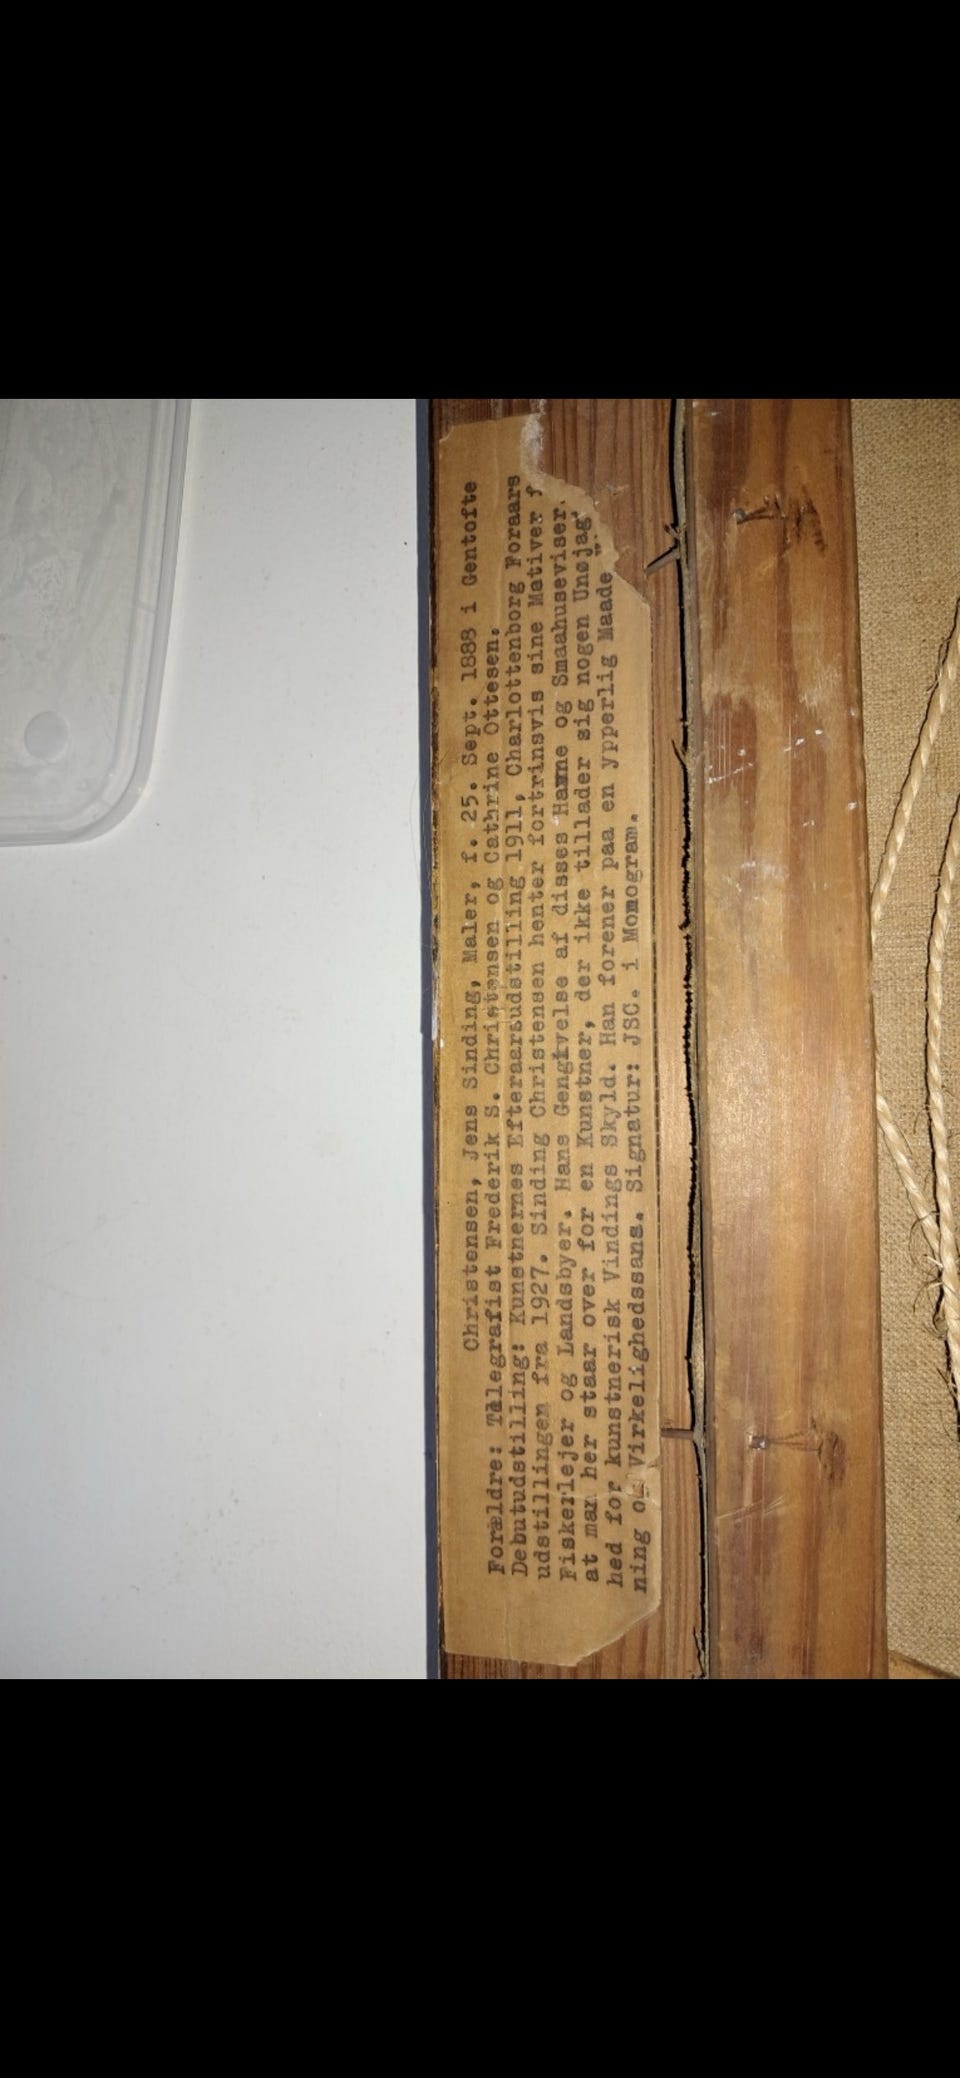 Christensen, Jens Sinding, Maler, f. 25. Sept. 1888 i Gentofte
Forældre: Telegrafist Frederik S. Christensen og Cathrine Ottesen.
Debutudstilling: Kunstnernes Efteraarsudstilling 1911, Charlottenborg Foraars
udstillingen fra 1927. Sinding Christensen henter fortrinsvis sine Mativer f
Fiskerlejer og Landsbyer. Hans Gengivelse af disses Havne og Smaahuseviser
at man her staar over for en Kunstner, der ikke tillader sig nogen Unøjag
hed for kunstnerisk Vindings Skyld. Han forener paa en ypperlig Maade
ning og Virkelighedssans. Signatur: JSC. i Monogram.